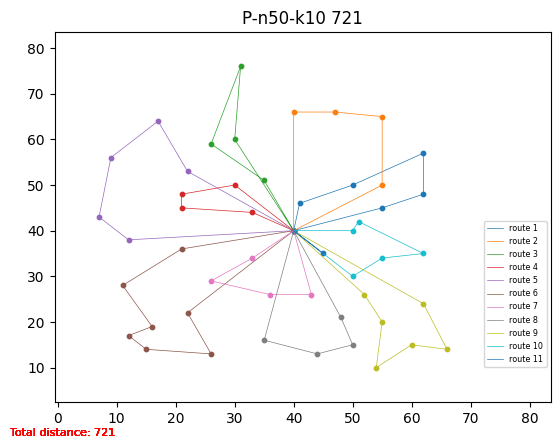 P-n50-k10 721
80
70
60
50
40
30
20
10
0 10 20 30 40 50 60 70 80
route 1
route 2
route 3
route 4
route 5
route 6
route 7
route 8
route 9
route 10
route 11
Total distance: 721